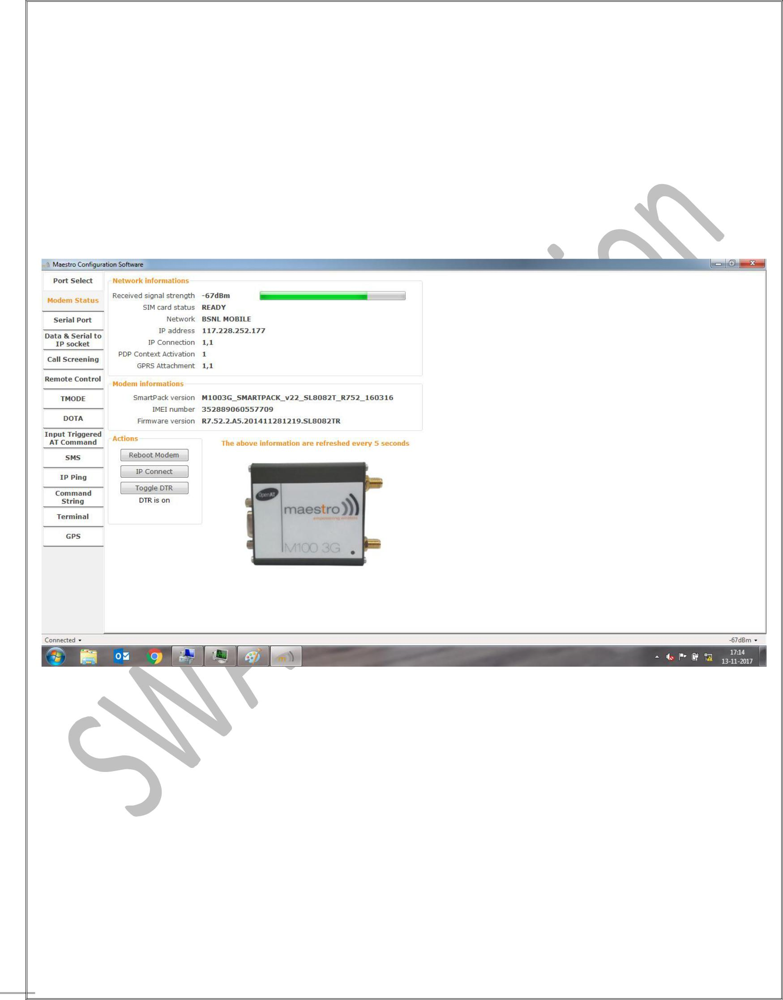 Maestro Configuration Software
Port Select
Modem Status
Serial Port
Data & Serial to
IP socket
Call Screening
Remote Control
TMODE
DOTA
Input Triggered
AT Command
SMS
IP Ping
Command
String
Terminal
GPS
Network informations
Received signal strength -67dBm
SIM card status READY
Network BSNL MOBILE
IP address 117.228.252.177
IP Connection 1,1
PDP Context Activation 1
GPRS Attachment 1,1
Modem informations
SmartPack version M1003G_SMARTPACK_v22_SL8082T_R752_160316
IMEI number 352889060557709
Firmware version R7.52.2.A5.201411281219.SL8082TR
Actions
Reboot Modem
IP Connect
Toggle DTR
DTR is on
The above information are refreshed every 5 seconds
OpenAT
maestro
empowering wireless
M100 3G
Connected
-67dBm
17:14
13-11-2017